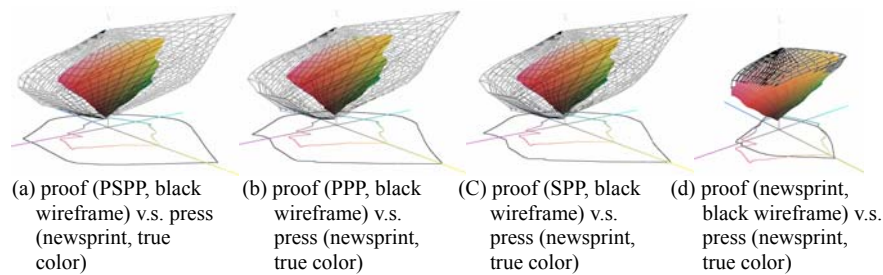 (a) proof (PSPP, black
wireframe) v.s. press
(newsprint, true
color)
(b) proof (PPP, black
wireframe) v.s.
press (newsprint,
true color)
(C) proof (SPP, black
wireframe) v.s.
press (newsprint,
true color)
(d) proof (newsprint,
black wireframe) v.s.
press (newsprint,
true color)